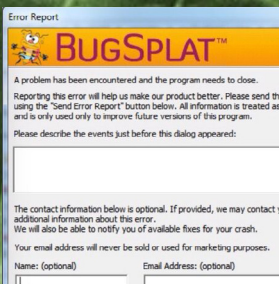 Error Report
BUGSPLAT™
A problem has been encountered and the program needs to close.
Reporting this error will help us make our product better. Please send th
using the "Send Error Report" button below. All information is treated as
and is only used only to improve future versions of this program.
Please describe the events just before this dialog appeared:
The contact information below is optional. If provided, we may contact
additional information about this error.
We will also be able to notify you of available fixes for your crash.
Your email address will never be sold or used for marketing purposes.
Name: (optional) Email Address: (optional)